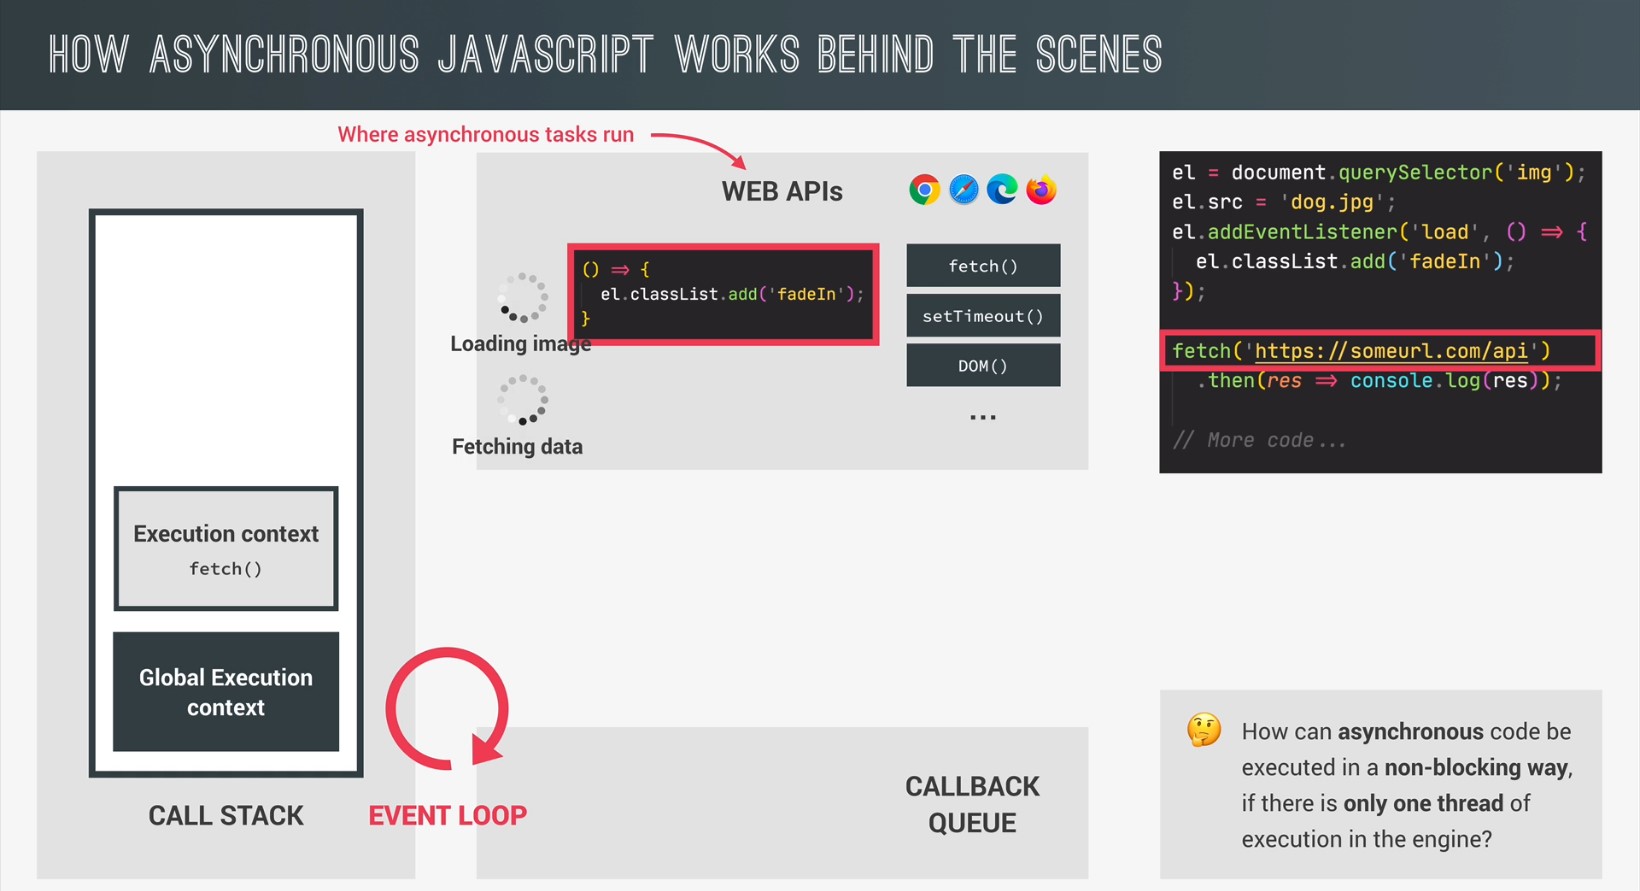 HOW ASYNCHRONOUS JAVASCRIPT WORKS BEHIND THE SCENES
Where asynchronous tasks run
WEB APIs
() => {
el.classList.add('fadeIn');
}
Loading image
Fetching data
fetch()
setTimeout()
DOM()
...
el = document.querySelector('img');
el.src = 'dog.jpg';
el.addEventListener('load', () => {
el.classList.add('fadeIn');
});
fetch('https://someurl.com/api')
.then(res => console.log(res));
// More code...
Execution context
fetch()
Global Execution
context
CALL STACK
EVENT LOOP
CALLBACK
QUEUE
How can asynchronous code be
executed in a non-blocking way,
if there is only one thread of
execution in the engine?